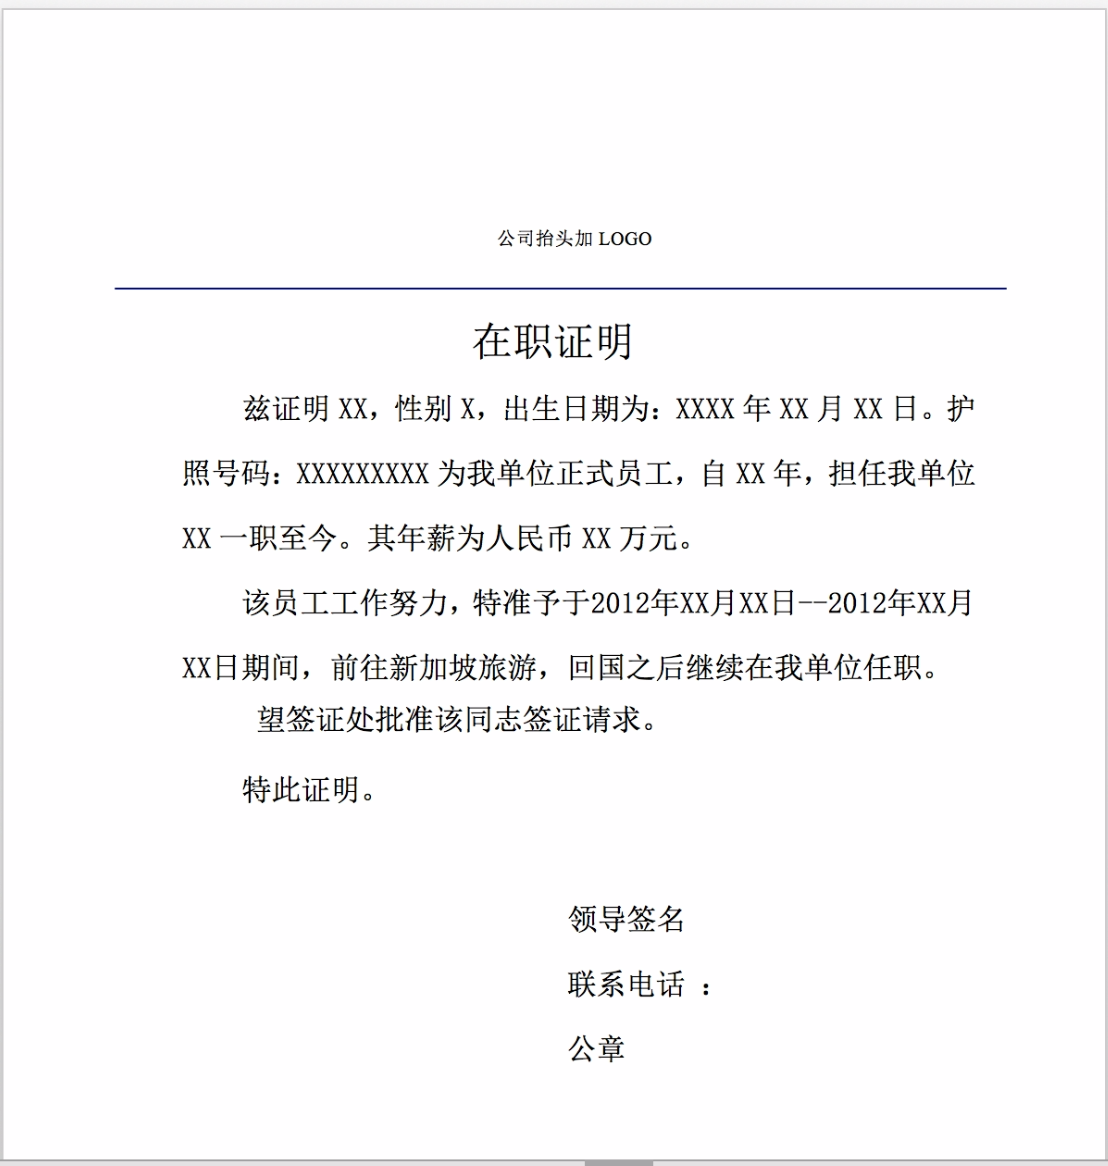 公司抬头加 LOGO
在职证明
兹证明 XX，性别 X，出生日期为：XXXX 年 XX 月 XX 日。护
照号码：XXXXXXXXX 为我单位正式员工，自 XX 年，担任我单位
XX 一职至今。其年薪为人民币 XX 万元。
该员工工作努力，特准予于2012年XX月XX日--2012年XX月
XX日期间，前往新加坡旅游，回国之后继续在我单位任职。
望签证处批准该同志签证请求。
特此证明。
领导签名
联系电话 ：
公章